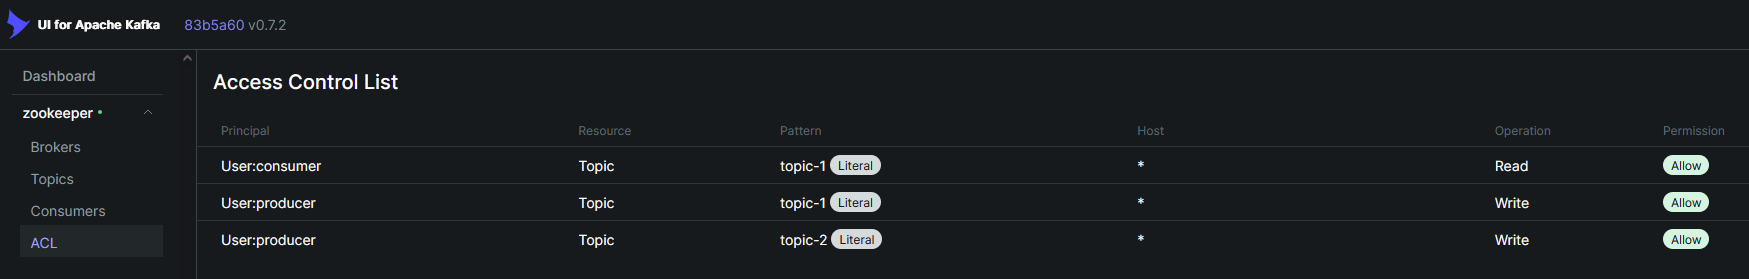 UI for Apache Kafka 83b5a60 v0.7.2
Dashboard
zookeeper
Brokers
Topics
Consumers
ACL
Access Control List
Principal Resource Pattern Host Operation Permission
User:consumer Topic topic-1 Literal * Read Allow
User:producer Topic topic-1 Literal * Write Allow
User:producer Topic topic-2 Literal * Write Allow